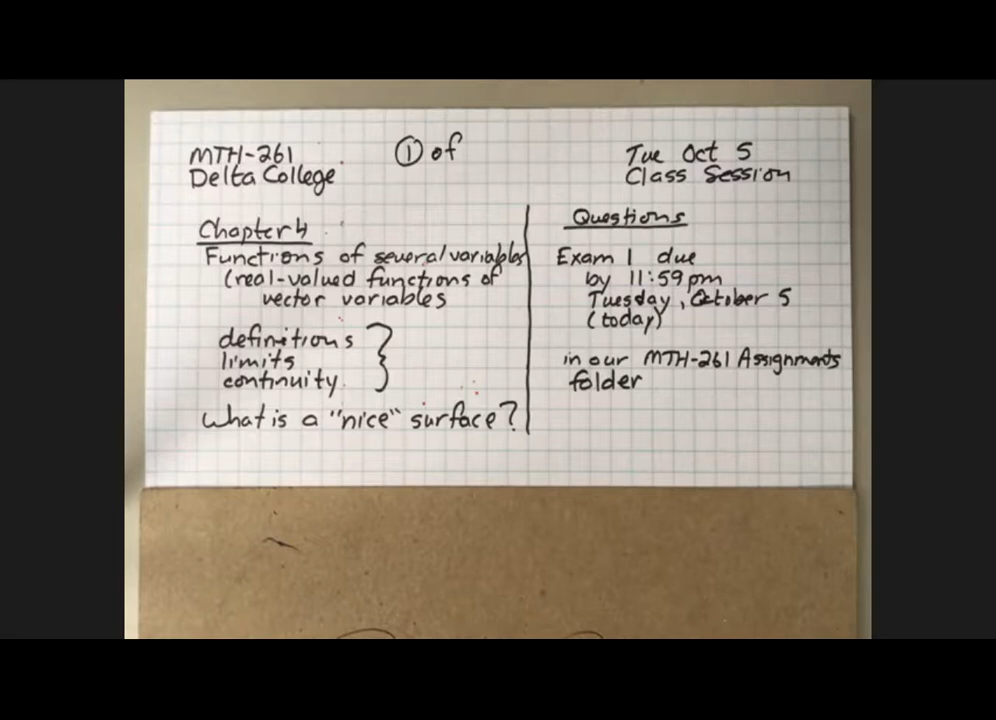 MTH-261
Delta College
① of
Tue Oct 5
Class Session
Chapter 4
Functions of several variables
(real-valued functions of
vector variables
definitions
limits
continuity
What is a "nice" surface?
Questions
Exam 1 due
by 11:59 pm
Tuesday, October 5
(today)
in our MTH-261 Assignments
folder